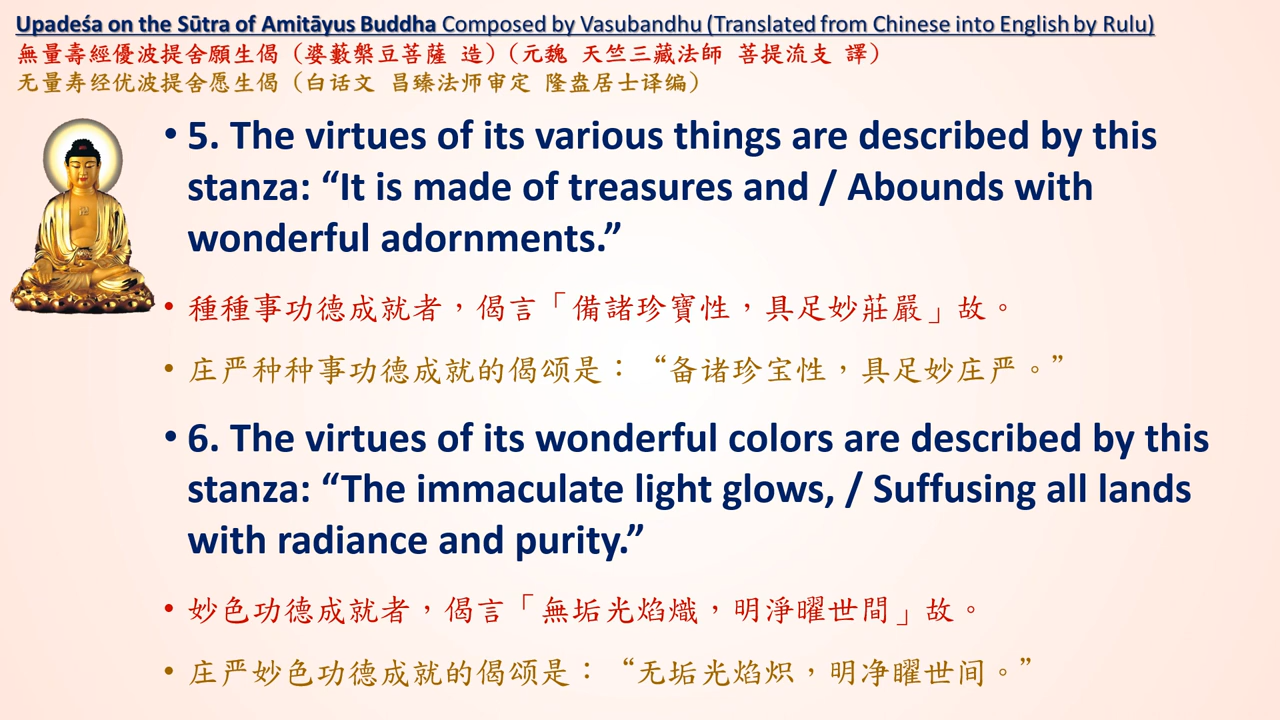 Upadeśa on the Sūtra of Amitāyus Buddha Composed by Vasubandhu (Translated from Chinese into English by Rulu)
無量壽經優波提舍願生偈（婆藪槃豆菩薩 造）（元魏 天竺三藏法師 菩提流支 譯）
无量寿经优波提舍愿生偈（白话文 昌臻法师审定 隆盎居士译编）
• 5. The virtues of its various things are described by this
stanza: “It is made of treasures and / Abounds with
wonderful adornments.”
• 種種事功德成就者，偈言「備諸珍寶性，具足妙莊嚴」故。
• 庄严种种事功德成就的偈颂是：“备诸珍宝性，具足妙庄严。”
• 6. The virtues of its wonderful colors are described by this
stanza: “The immaculate light glows, / Suffusing all lands
with radiance and purity.”
• 妙色功德成就者，偈言「無垢光焰熾，明淨曜世間」故。
• 庄严妙色功德成就的偈颂是：“无垢光焰炽，明净曜世间。”